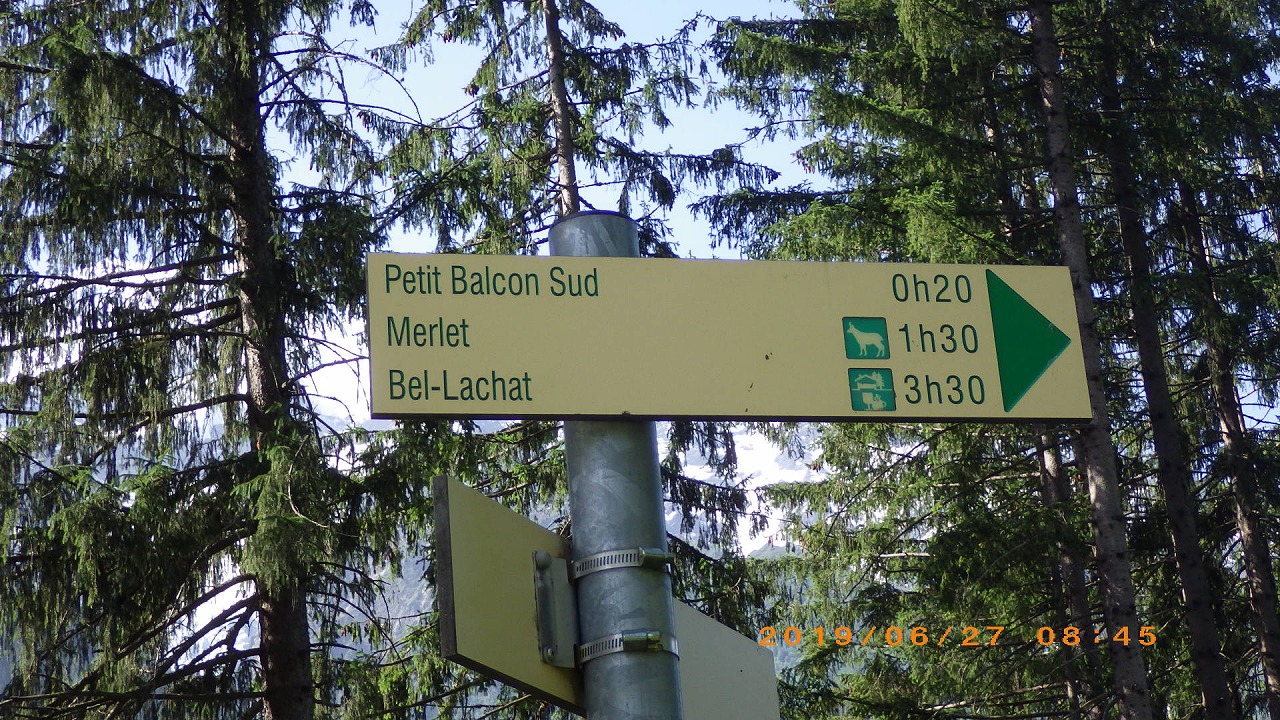 Petit Balcon Sud 0h20
Merlet 1h30
Bel-Lachat 3h30
2019/06/27 08:45